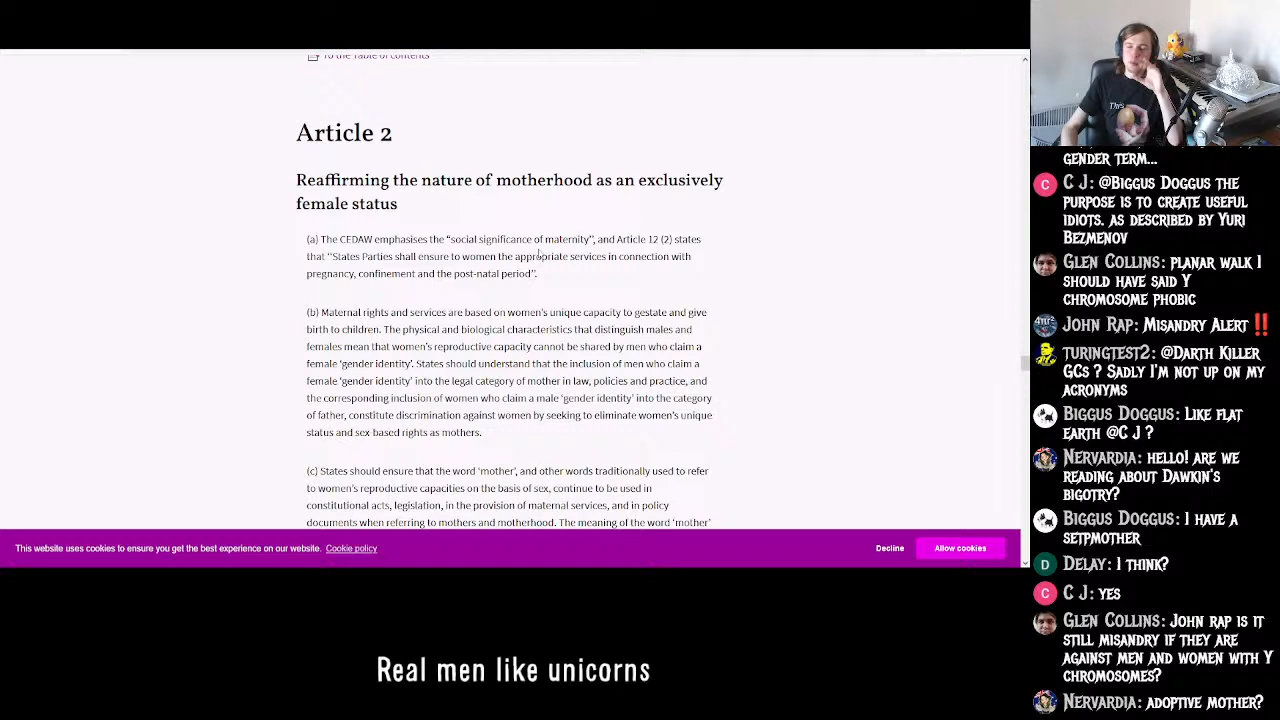 To the Table of contents
Article 2
Reaffirming the nature of motherhood as an exclusively
female status
(a) The CEDAW emphasises the “social significance of maternity”, and Article 12 (2) states
that “States Parties shall ensure to women the appropriate services in connection with
pregnancy, confinement and the post-natal period”.
(b) Maternal rights and services are based on women’s unique capacity to gestate and give
birth to children. The physical and biological characteristics that distinguish males and
females mean that women’s reproductive capacity cannot be shared by men who claim a
female ‘gender identity’. States should understand that the inclusion of men who claim a
female ‘gender identity’ into the legal category of mother in law, policies and practice, and
the corresponding inclusion of women who claim a male ‘gender identity’ into the category
of father, constitute discrimination against women by seeking to eliminate women’s unique
status and sex based rights as mothers.
(c) States should ensure that the word ‘mother’, and other words traditionally used to refer
to women’s reproductive capacities on the basis of sex, continue to be used in
constitutional acts, legislation, in the provision of maternal services, and in policy
documents when referring to mothers and motherhood. The meaning of the word ‘mother’
This website uses cookies to ensure you get the best experience on our website. Cookie policy
Decline
Allow cookies
Real men like unicorns
This
GENDER TERM...
C J: @BIGGUS DOGGUS THE
PURPOSE IS TO CREATE USEFUL
IDIOTS. AS DESCRIBED BY YURI
BEZMENOV
GLEN COLLINS: PLANAR WALK I
SHOULD HAVE SAID Y
CHROMOSOME PHOBIC
JOHN RAP: MISANDRY ALERT ‼
TURINGTEST2: @DARTH KILLER
GCS ? SADLY I'M NOT UP ON MY
ACRONYMS
BIGGUS DOGGUS: LIKE FLAT
EARTH @C J ?
NERVARDIA: HELLO! ARE WE
READING ABOUT DAWKIN'S
BIGOTRY?
BIGGUS DOGGUS: I HAVE A
SETPMOTHER
DELAY: I THINK?
C J: YES
GLEN COLLINS: JOHN RAP IS IT
STILL MISANDRY IF THEY ARE
AGAINST MEN AND WOMEN WITH Y
CHROMOSOMES?
NERVARDIA: ADOPTIVE MOTHER?